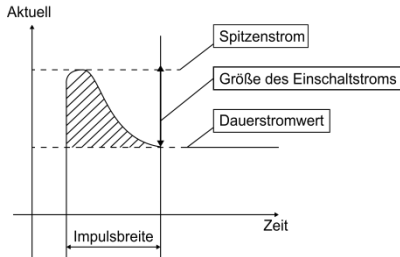 Aktuell
Spitzenstrom
Größe des Einschaltstroms
Dauerstromwert
Zeit
Impulsbreite